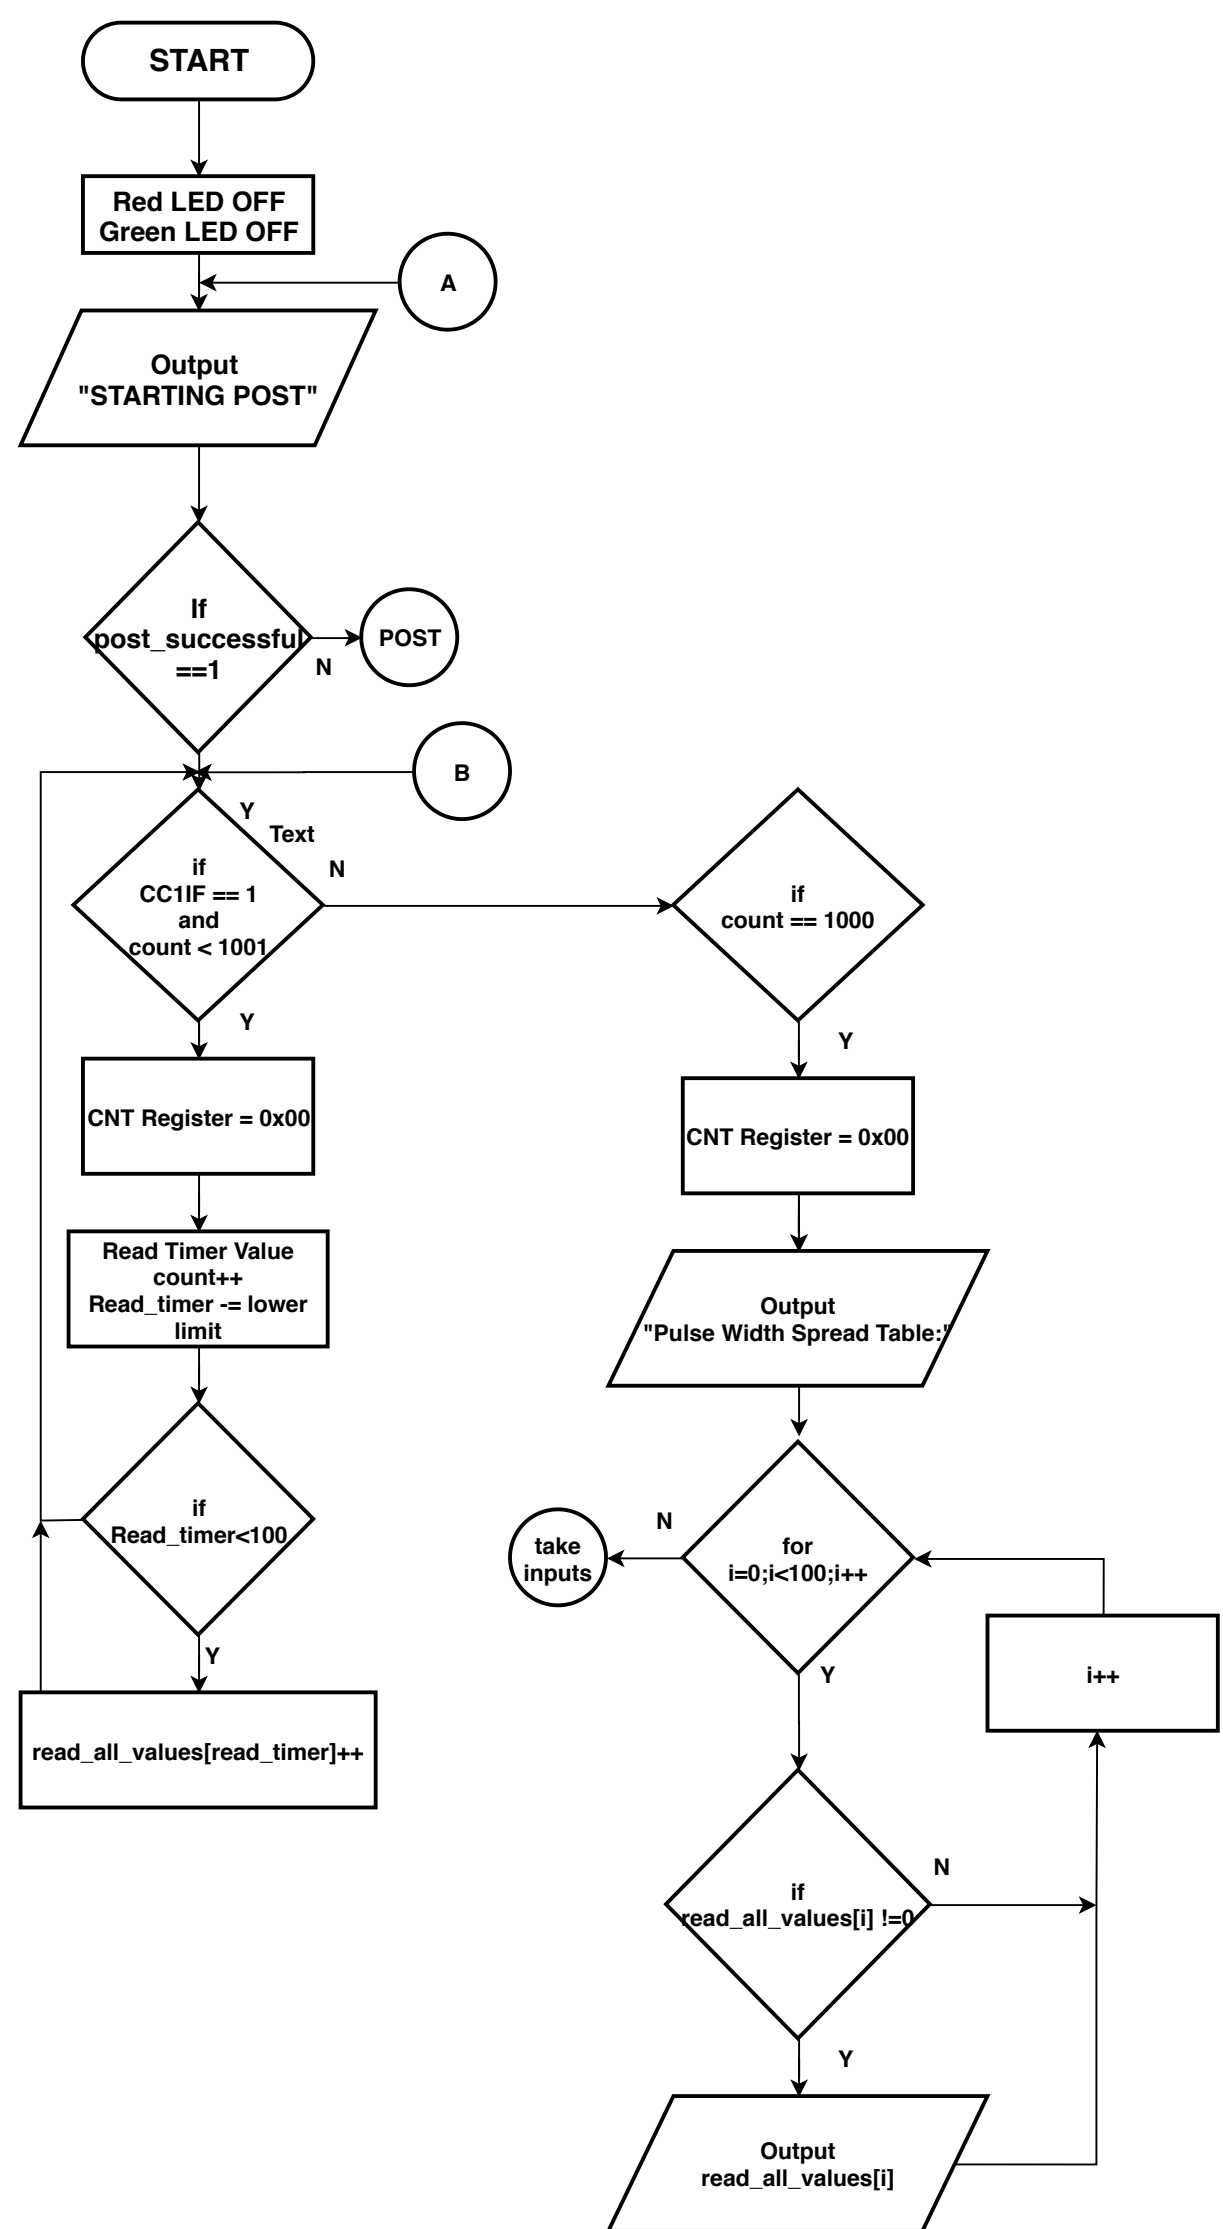 START
Red LED OFF
Green LED OFF
A
Output
"STARTING POST"
If
post_successful
==1
N
POST
B
Y
Text
N
if
CC1IF == 1
and
count < 1001
Y
CNT Register = 0x00
Read Timer Value
count++
Read_timer -= lower
limit
if
Read_timer<100
Y
read_all_values[read_timer]++
if
count == 1000
Y
CNT Register = 0x00
Output
"Pulse Width Spread Table:"
for
i=0;i<100;i++
N
take
inputs
Y
i++
if
read_all_values[i] !=0
N
Y
Output
read_all_values[i]